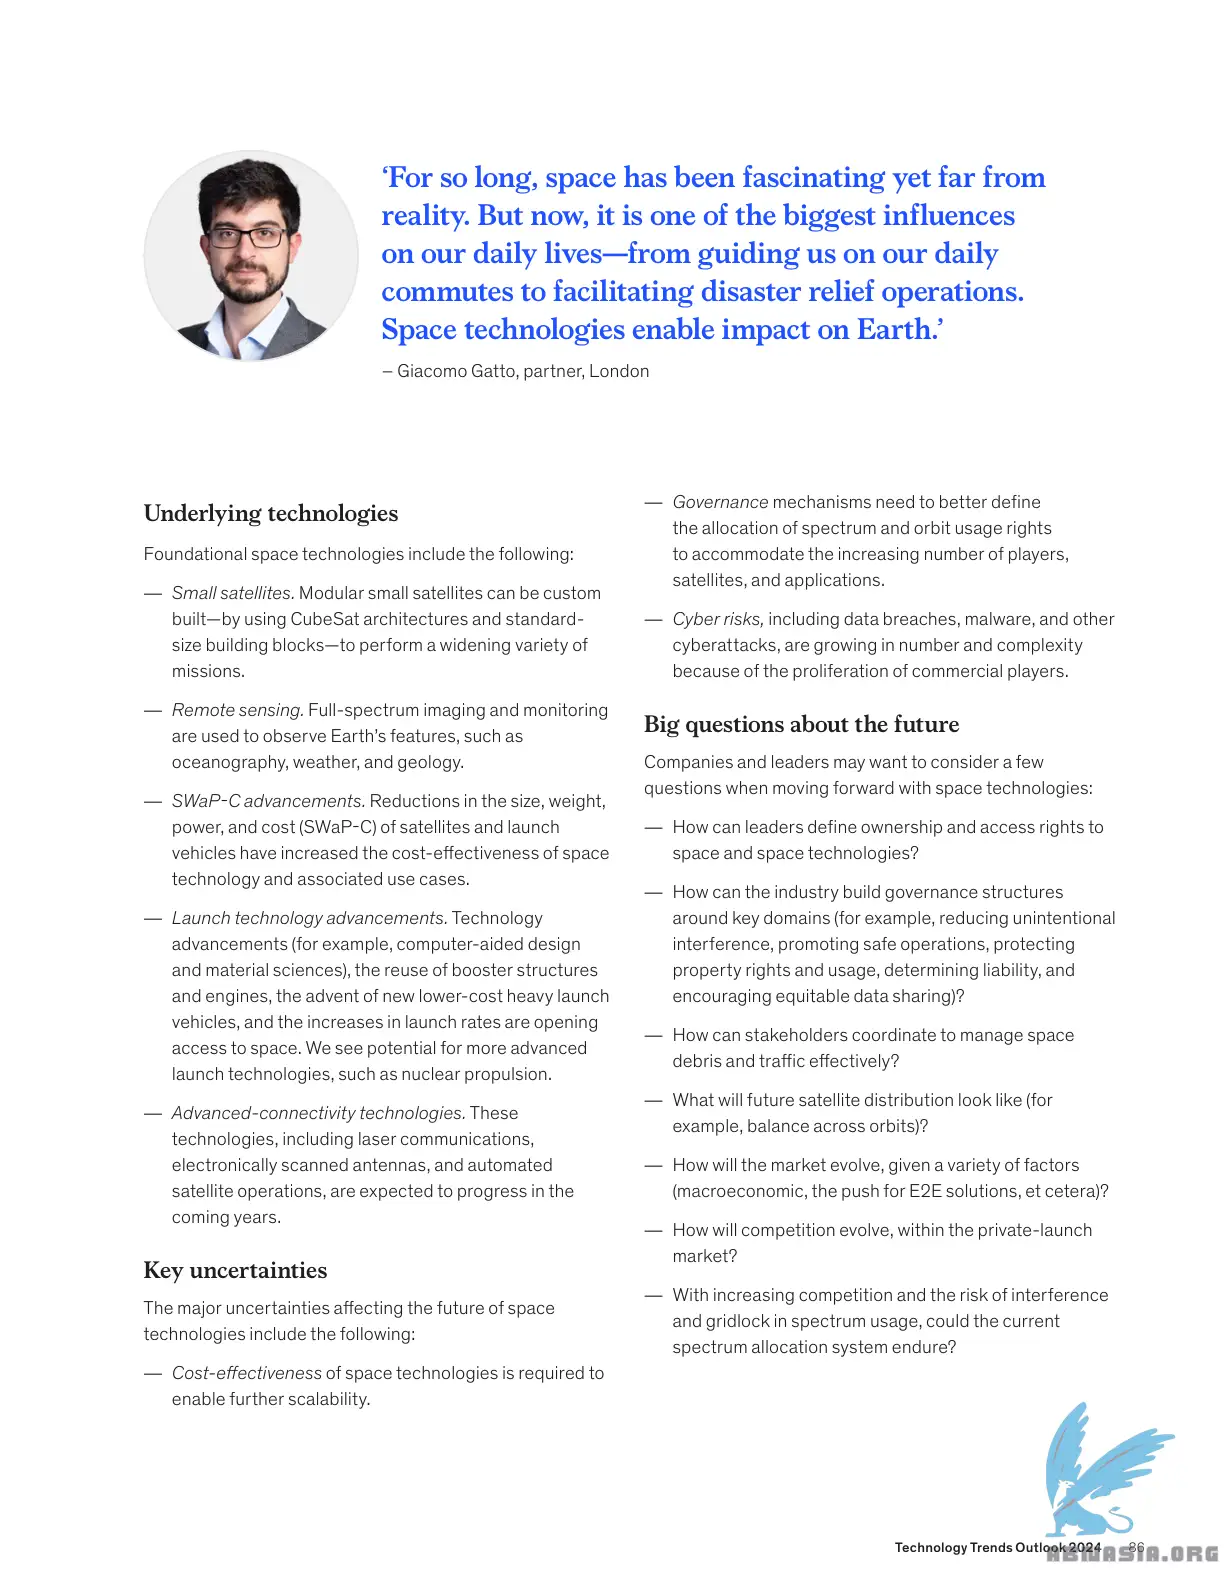 ‘For so long, space has been fascinating yet far from
reality. But now, it is one of the biggest influences
on our daily lives—from guiding us on our daily
commutes to facilitating disaster relief operations.
Space technologies enable impact on Earth.’
– Giacomo Gatto, partner, London
Underlying technologies
Foundational space technologies include the following:
— Small satellites. Modular small satellites can be custom
built—by using CubeSat architectures and standard-
size building blocks—to perform a widening variety of
missions.
— Remote sensing. Full-spectrum imaging and monitoring
are used to observe Earth’s features, such as
oceanography, weather, and geology.
— SWaP-C advancements. Reductions in the size, weight,
power, and cost (SWaP-C) of satellites and launch
vehicles have increased the cost-effectiveness of space
technology and associated use cases.
— Launch technology advancements. Technology
advancements (for example, computer-aided design
and material sciences), the reuse of booster structures
and engines, the advent of new lower-cost heavy launch
vehicles, and the increases in launch rates are opening
access to space. We see potential for more advanced
launch technologies, such as nuclear propulsion.
— Advanced-connectivity technologies. These
technologies, including laser communications,
electronically scanned antennas, and automated
satellite operations, are expected to progress in the
coming years.
Key uncertainties
The major uncertainties affecting the future of space
technologies include the following:
— Cost-effectiveness of space technologies is required to
enable further scalability.
— Governance mechanisms need to better define
the allocation of spectrum and orbit usage rights
to accommodate the increasing number of players,
satellites, and applications.
— Cyber risks, including data breaches, malware, and other
cyberattacks, are growing in number and complexity
because of the proliferation of commercial players.
Big questions about the future
Companies and leaders may want to consider a few
questions when moving forward with space technologies:
— How can leaders define ownership and access rights to
space and space technologies?
— How can the industry build governance structures
around key domains (for example, reducing unintentional
interference, promoting safe operations, protecting
property rights and usage, determining liability, and
encouraging equitable data sharing)?
— How can stakeholders coordinate to manage space
debris and traffic effectively?
— What will future satellite distribution look like (for
example, balance across orbits)?
— How will the market evolve, given a variety of factors
(macroeconomic, the push for E2E solutions, et cetera)?
— How will competition evolve, within the private-launch
market?
— With increasing competition and the risk of interference
and gridlock in spectrum usage, could the current
spectrum allocation system endure?
Technology Trends Outlook 2024 86
ABWASIA.ORG